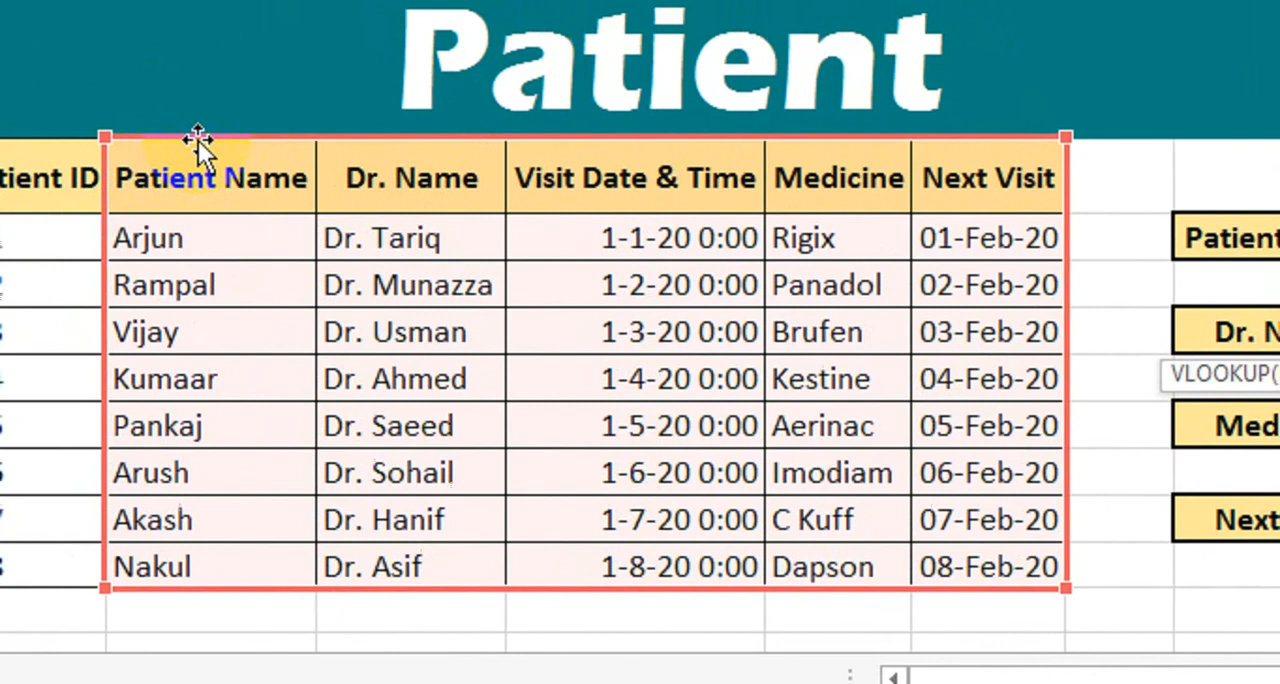 Patient
tient ID Patient Name Dr. Name Visit Date & Time Medicine Next Visit
Arjun Dr. Tariq 1-1-20 0:00 Rigix 01-Feb-20 Patient
Rampal Dr. Munazza 1-2-20 0:00 Panadol 02-Feb-20
Vijay Dr. Usman 1-3-20 0:00 Brufen 03-Feb-20 Dr. N
Kumaar Dr. Ahmed 1-4-20 0:00 Kestine 04-Feb-20 VLOOKUP(
Pankaj Dr. Saeed 1-5-20 0:00 Aerinac 05-Feb-20 Med
Arush Dr. Sohail 1-6-20 0:00 Imodiam 06-Feb-20
Akash Dr. Hanif 1-7-20 0:00 C Kuff 07-Feb-20 Next
Nakul Dr. Asif 1-8-20 0:00 Dapson 08-Feb-20